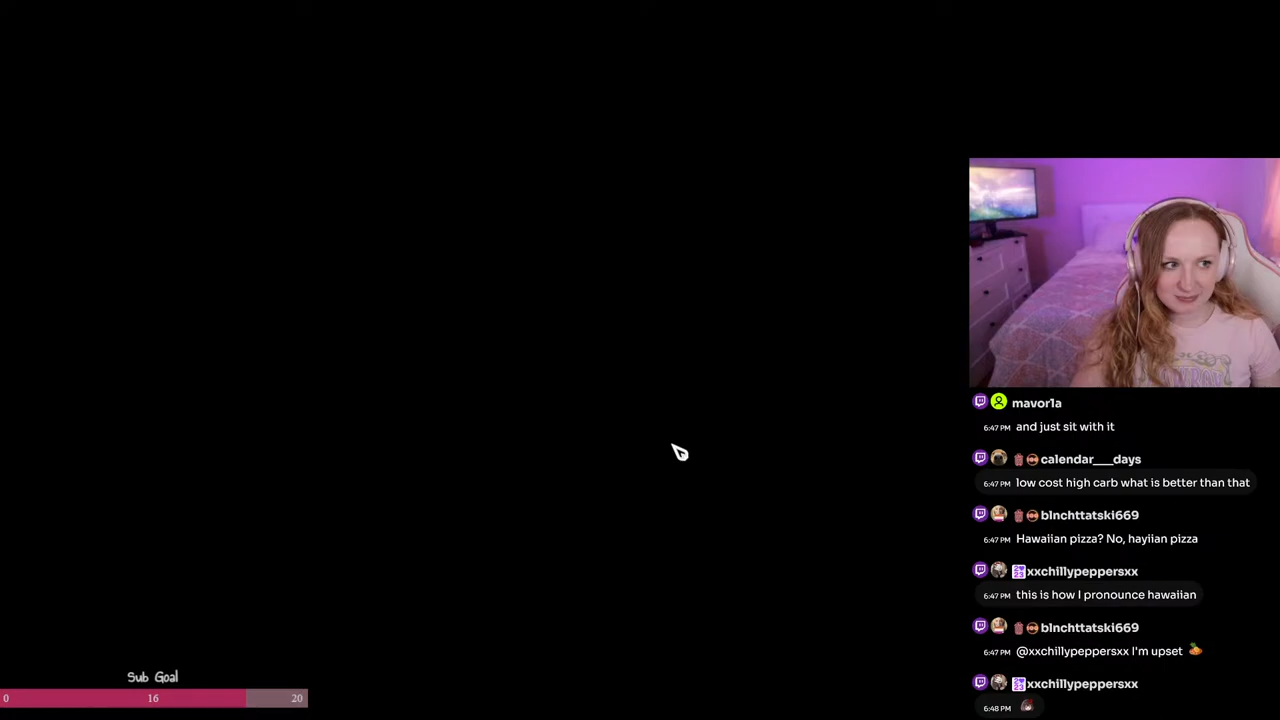 mavor1a
6:47 PM and just sit with it
calendar___days
6:47 PM low cost high carb what is better than that
blnchttatski669
6:47 PM Hawaiian pizza? No, hayiian pizza
xxchillypeppersxx
6:47 PM this is how I pronounce hawaiian
blnchttatski669
6:47 PM @xxchillypeppersxx I'm upset
xxchillypeppersxx
6:48 PM
Sub Goal
0 16 20